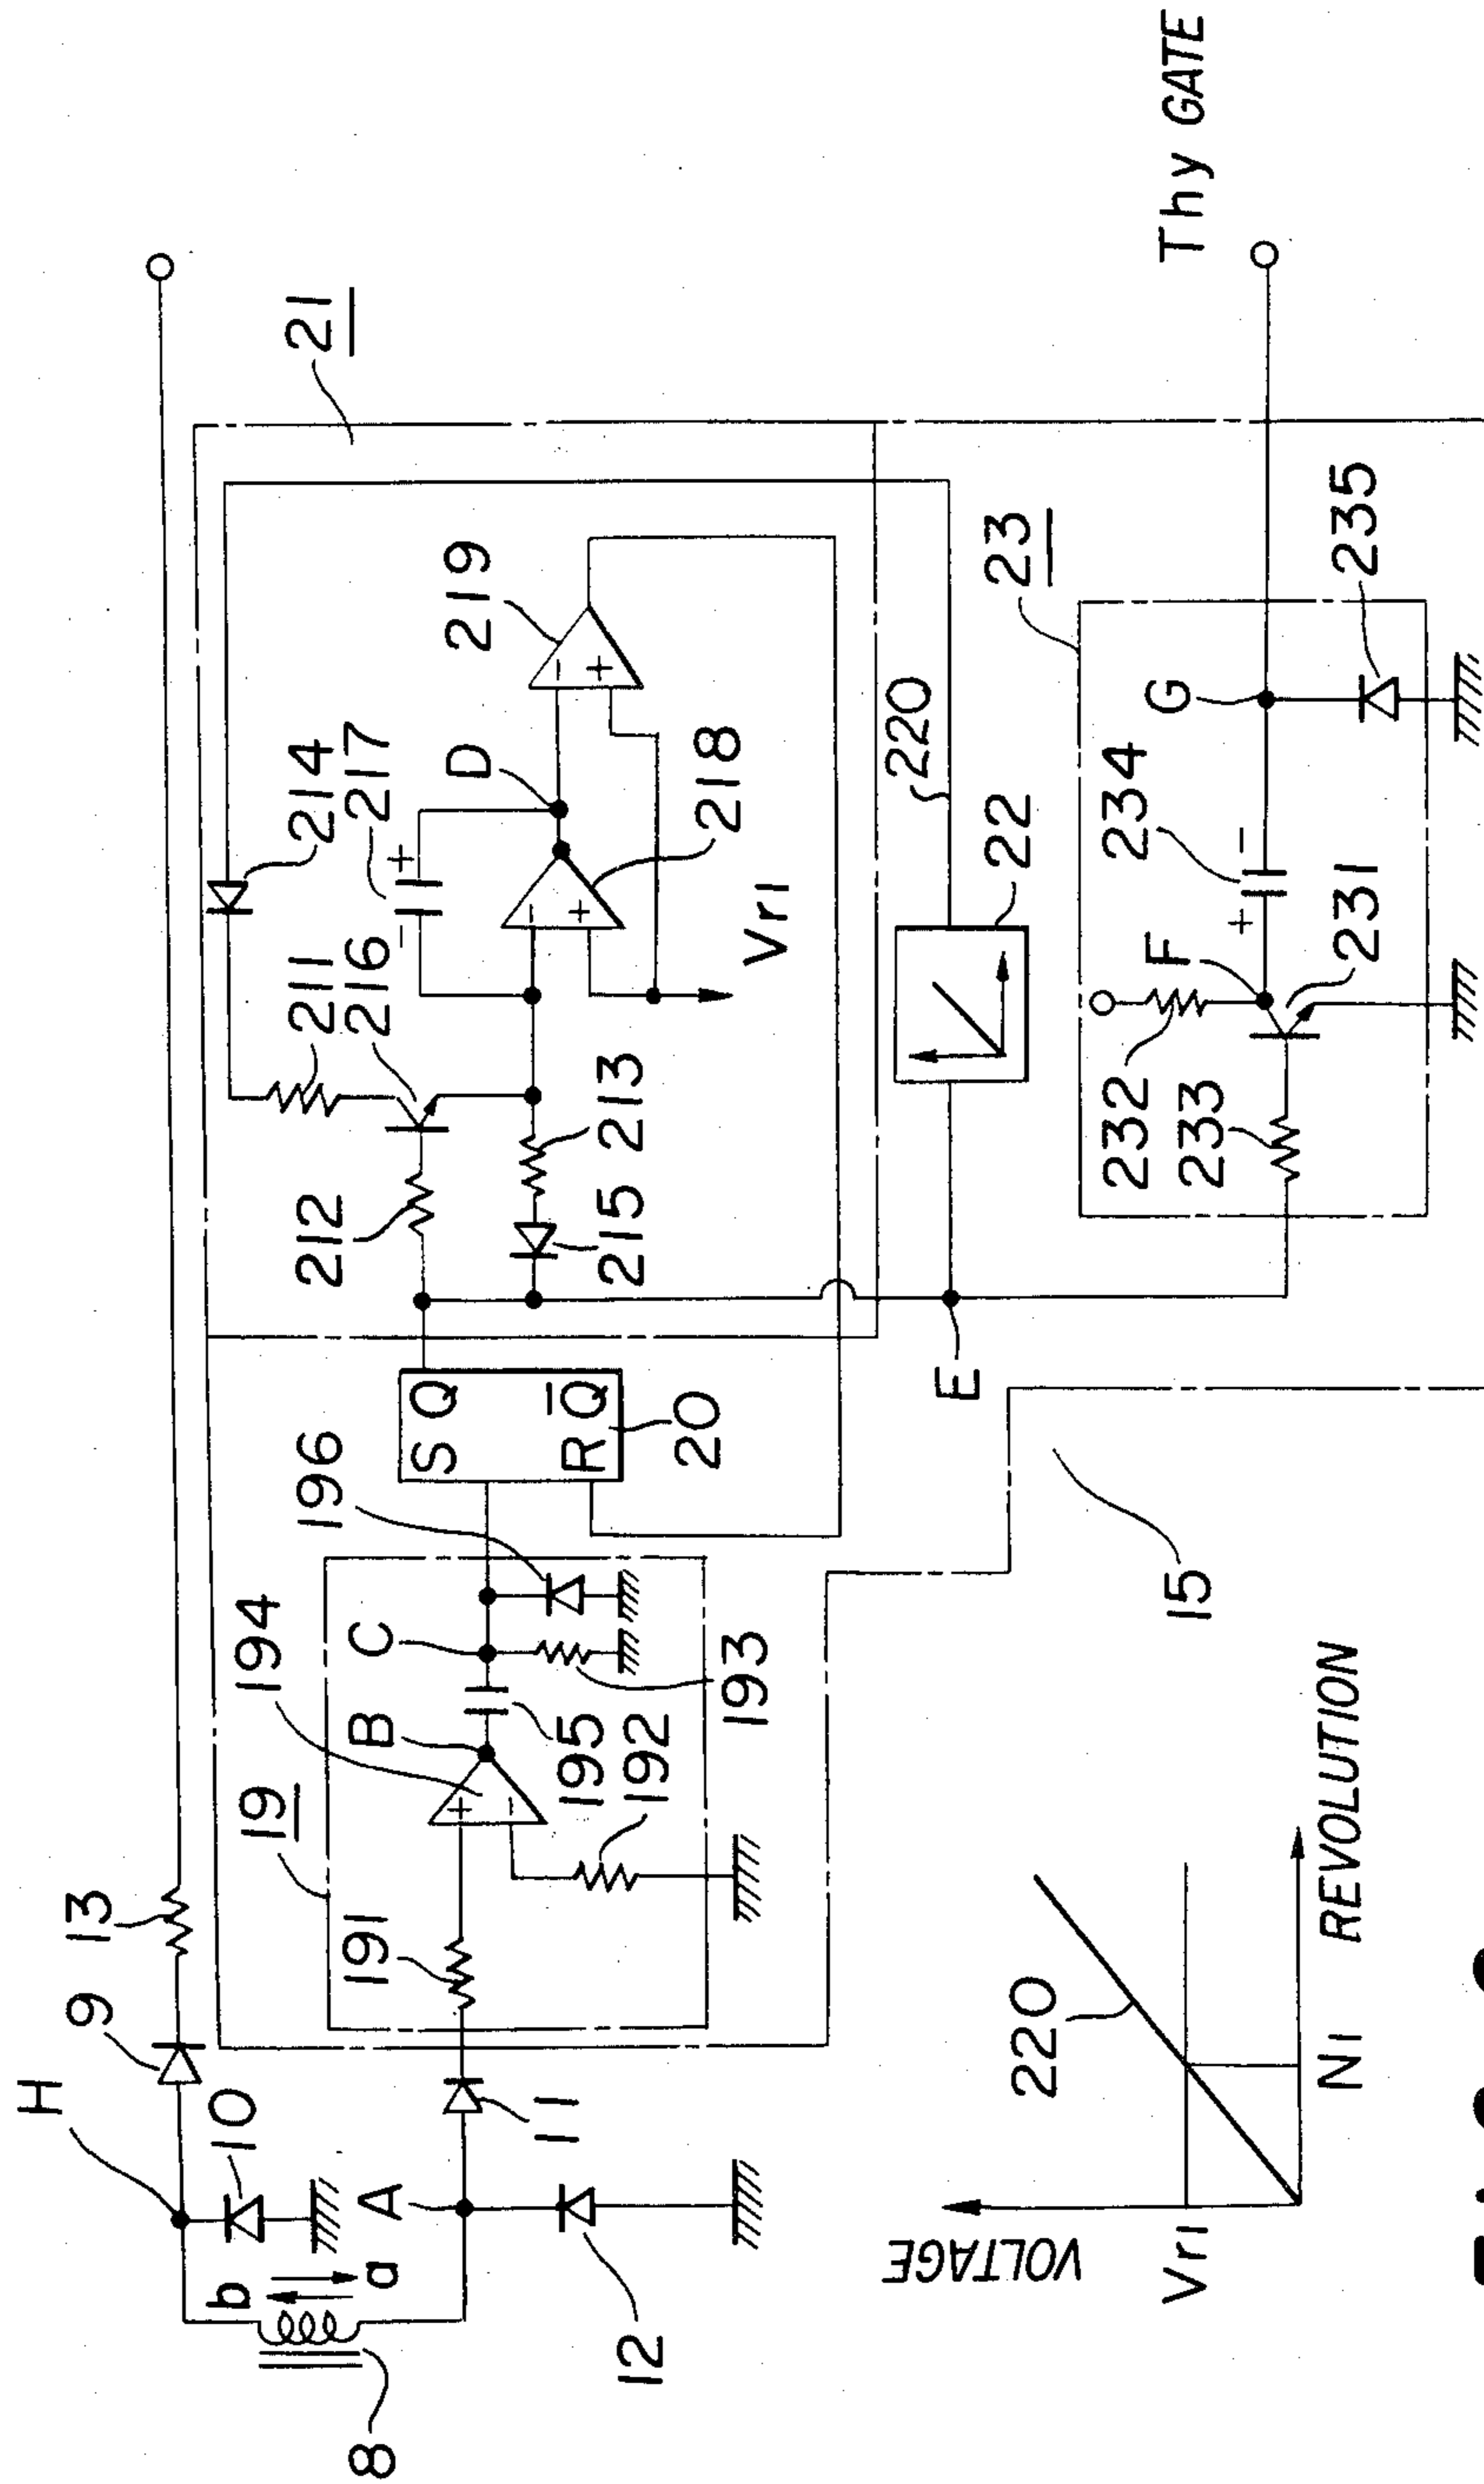 H
9
13
b
10
a
8
A
11
12
19
191
194
B
C
196
195
192
193
S Q
R Q̅
20
21
212
211
216
214
217
-
+
215
213
D
219
-
+
-
+
218
Vr1
220
22
E
23
232
233
F
+
-
234
G
231
235
Thy GATE
15
+
-
VOLTAGE
Vr1
220
N1
REVOLUTION